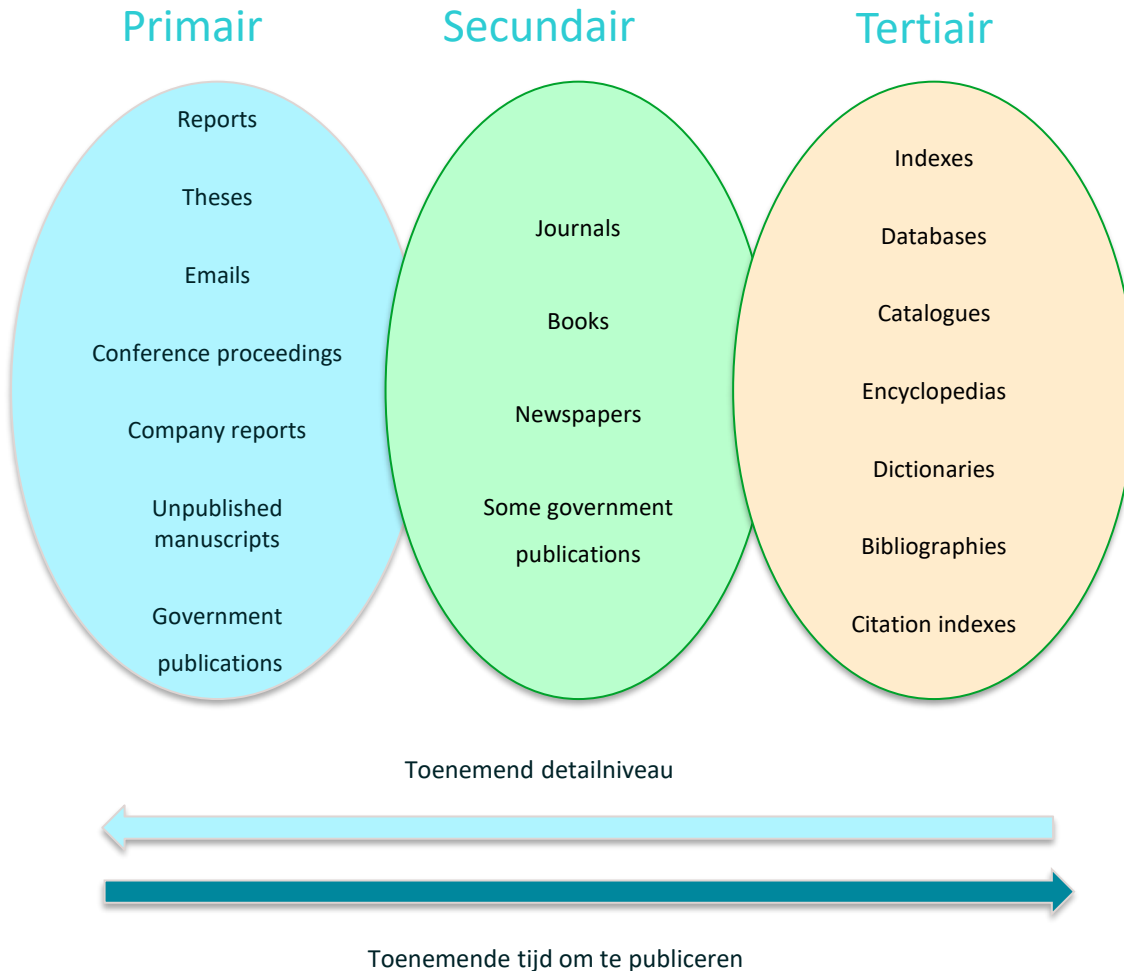 Primair
Secundair
Tertiair
Reports
Theses
Emails
Conference proceedings
Company reports
Unpublished
manuscripts
Government
publications
Journals
Books
Newspapers
Some government
publications
Indexes
Databases
Catalogues
Encyclopedias
Dictionaries
Bibliographies
Citation indexes
Toenemend detailniveau
Toenemende tijd om te publiceren